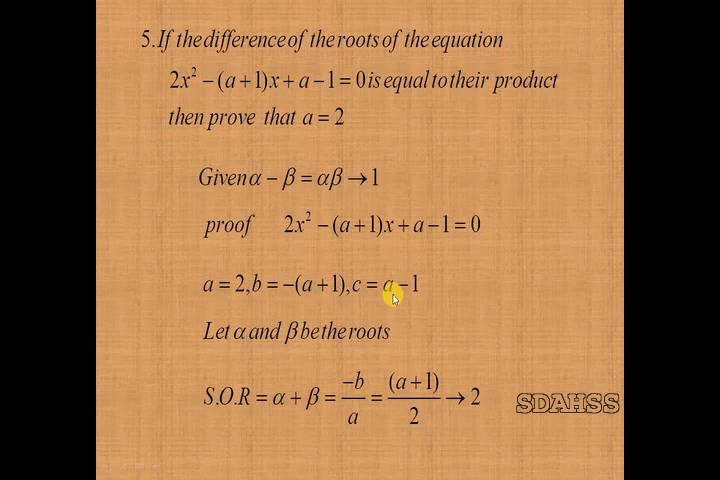 5. If the difference of the roots of the equation
2x² − (a + 1)x + a − 1 = 0 is equal to their product
then prove that a = 2
Given α − β = αβ → 1
proof 2x² − (a + 1)x + a − 1 = 0
a = 2, b = −(a + 1), c = a − 1
Let α and β be the roots
S.O.R = α + β = −b/a = (a + 1)/2 → 2
SDAHSS